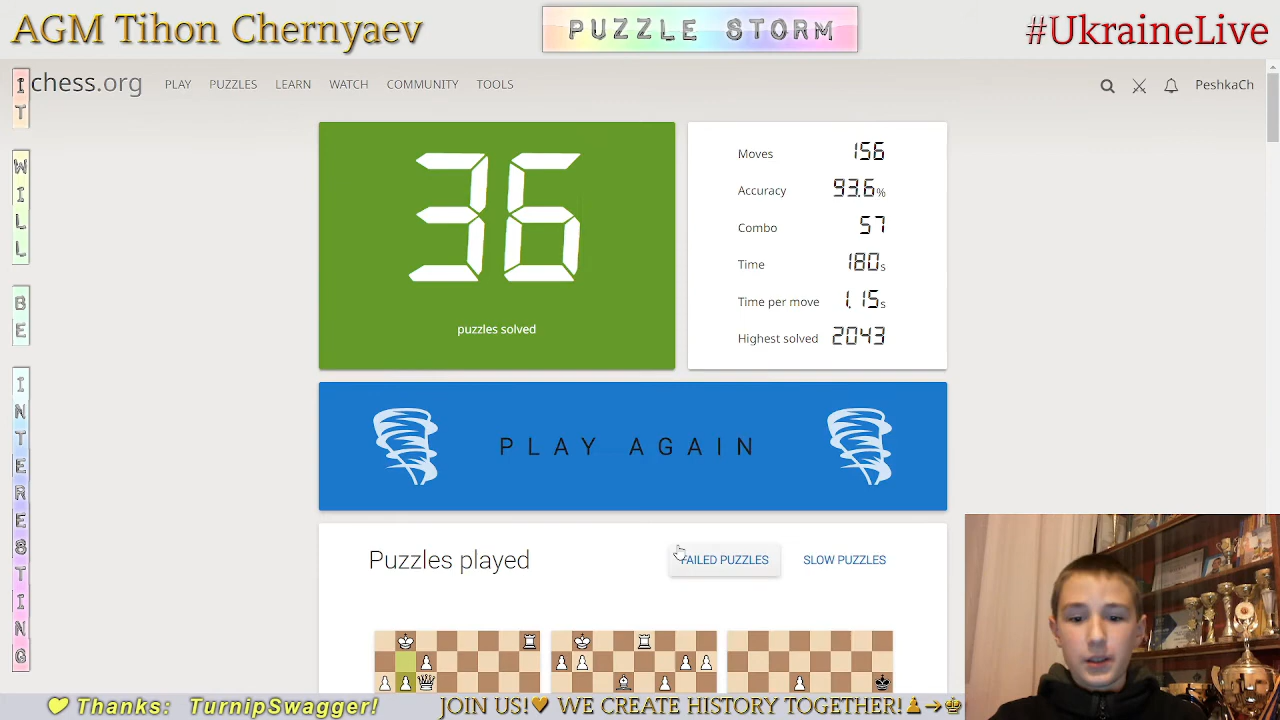 AGM Tihon Chernyaev
PUZZLE STORM
#UkraineLive
chess.org
PLAY
PUZZLES
LEARN
WATCH
COMMUNITY
TOOLS
PeshkaCh
IT
WILL
BE
INTERESTING
36
puzzles solved
Moves 156
Accuracy 93.6%
Combo 57
Time 180s
Time per move 1.15s
Highest solved 2043
PLAY AGAIN
Puzzles played
FAILED PUZZLES
SLOW PUZZLES
Thanks: TurnipSwagger!
JOIN US! WE CREATE HISTORY TOGETHER!